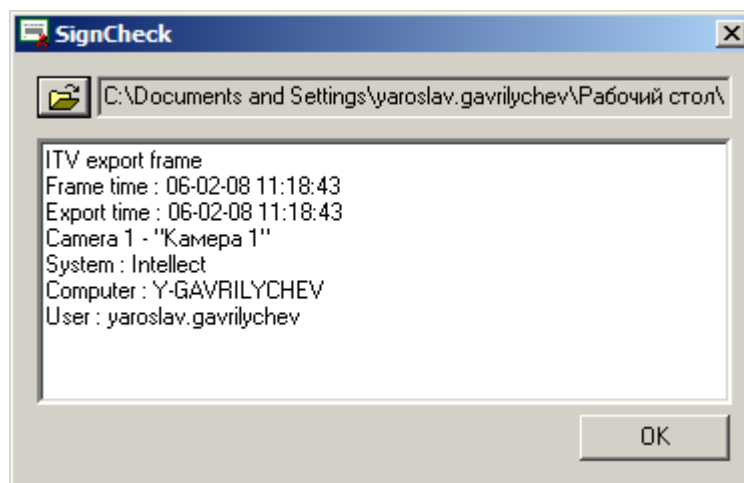 SignCheck
C:\Documents and Settings\yaroslav.gavrilychev\Рабочий стол\
ITV export frame
Frame time : 06-02-08 11:18:43
Export time : 06-02-08 11:18:43
Camera 1 - "Камера 1"
System : Intellect
Computer : Y-GAVRILYCHEV
User : yaroslav.gavrilychev
OK